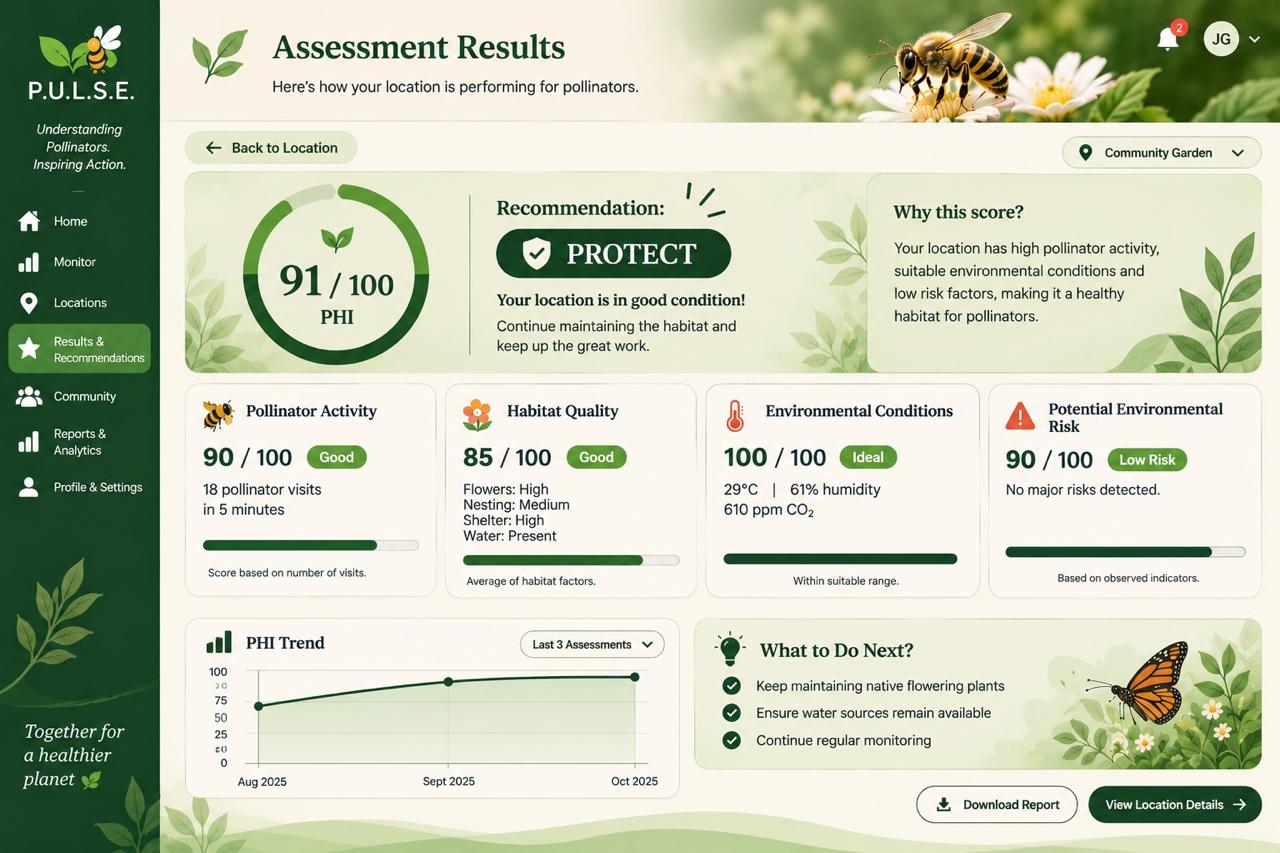 P.U.L.S.E.
Understanding
Pollinators.
Inspiring Action.
Home
Monitor
Locations
Results &
Recommendations
Community
Reports &
Analytics
Profile & Settings
Together for
a healthier
planet
Assessment Results
Here's how your location is performing for pollinators.
2
JG
Back to Location
Community Garden
91 / 100
PHI
Recommendation:
PROTECT
Your location is in good condition!
Continue maintaining the habitat and
keep up the great work.
Why this score?
Your location has high pollinator activity,
suitable environmental conditions and
low risk factors, making it a healthy
habitat for pollinators.
Pollinator Activity
90 / 100 Good
18 pollinator visits
in 5 minutes
Score based on number of visits.
Habitat Quality
85 / 100 Good
Flowers: High
Nesting: Medium
Shelter: High
Water: Present
Average of habitat factors.
Environmental Conditions
100 / 100 Ideal
29°C | 61% humidity
610 ppm CO₂
Within suitable range.
Potential Environmental
Risk
90 / 100 Low Risk
No major risks detected.
Based on observed indicators.
PHI Trend
Last 3 Assessments
100
75
50
25
0
Aug 2025 Sept 2025 Oct 2025
What to Do Next?
Keep maintaining native flowering plants
Ensure water sources remain available
Continue regular monitoring
Download Report
View Location Details